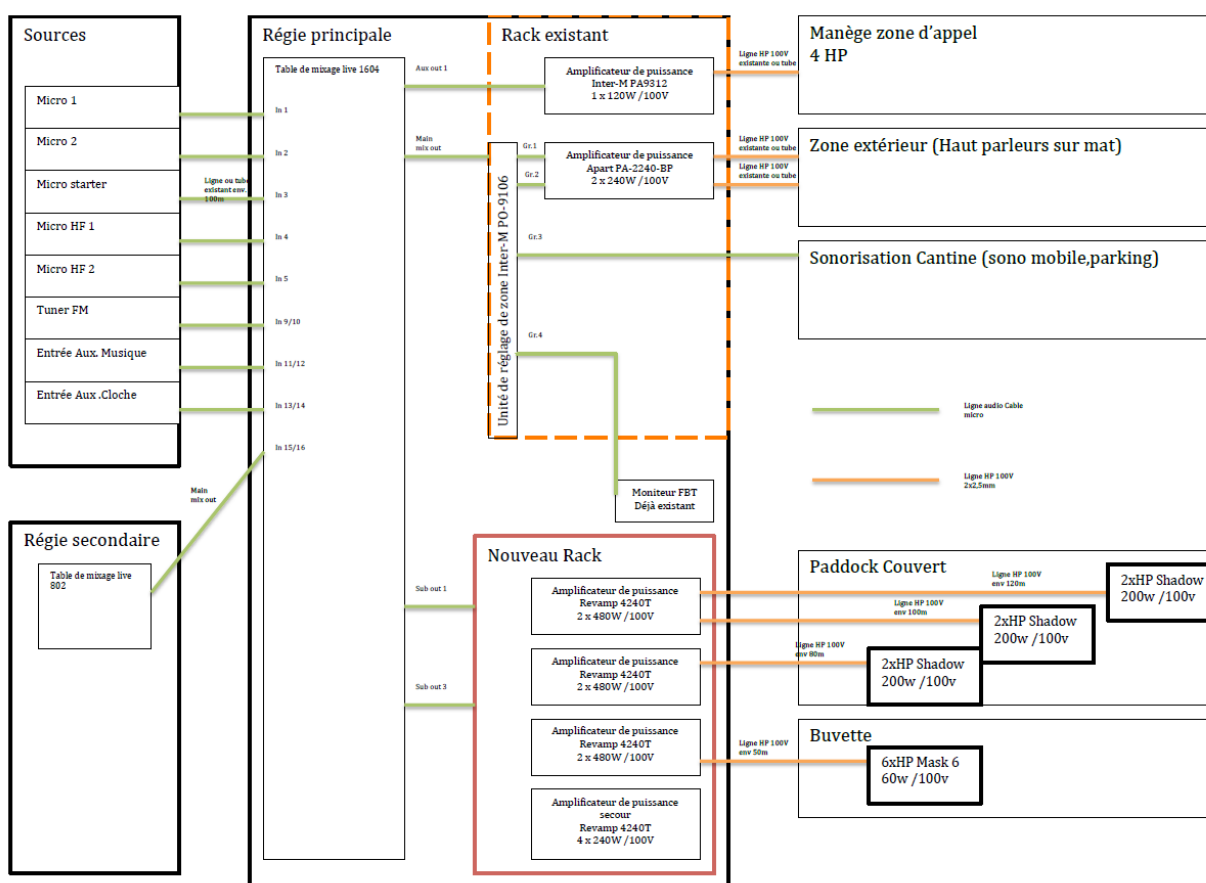 Sources
Micro 1
Micro 2
Micro starter
Micro HF 1
Micro HF 2
Tuner FM
Entrée Aux. Musique
Entrée Aux .Cloche
Ligne ou tube
existant env.
100m
Main
mix out
Régie secondaire
Table de mixage live
802
Régie principale
Table de mixage live 1604
In 1
In 2
In 3
In 4
In 5
In 9/10
In 11/12
In 13/14
In 15/16
Aux out 1
Main
mix out
Sub out 1
Sub out 3
Rack existant
Amplificateur de puissance
Inter-M PA9312
1 x 120W /100V
Unité de réglage de zone Inter-M PO-9106
Gr.1
Gr.2
Amplificateur de puissance
Apart PA-2240-BP
2 x 240W /100V
Gr.3
Gr.4
Moniteur FBT
Déjà existant
Nouveau Rack
Amplificateur de puissance
Revamp 4240T
2 x 480W /100V
Amplificateur de puissance
Revamp 4240T
2 x 480W /100V
Amplificateur de puissance
Revamp 4240T
2 x 480W /100V
Amplificateur de puissance
secour
Revamp 4240T
4 x 240W /100V
Ligne HP 100V
existante ou tube
Manège zone d'appel
4 HP
Ligne HP 100V
existante ou tube
Ligne HP 100V
existante ou tube
Zone extérieur (Haut parleurs sur mat)
Sonorisation Cantine (sono mobile,parking)
Ligne audio Cable
micro
Ligne HP 100V
2x2,5mm
Paddock Couvert
Ligne HP 100V
env 120m
2xHP Shadow
200w /100v
Ligne HP 100V
env 100m
2xHP Shadow
200w /100v
Ligne HP 100V
env 80m
2xHP Shadow
200w /100v
Buvette
Ligne HP 100V
env 50m
6xHP Mask 6
60w /100v